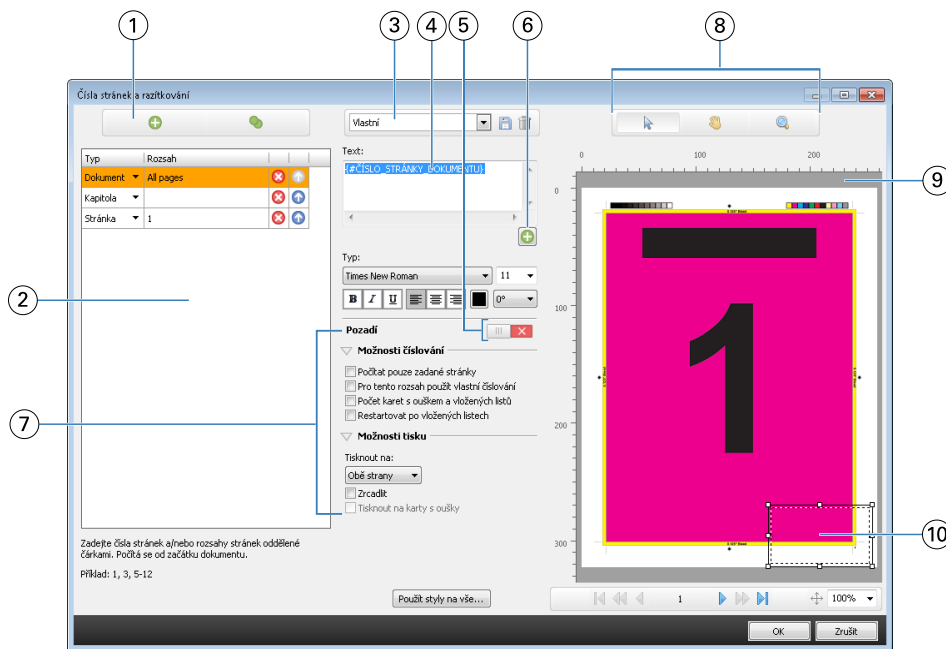 1
3
4
5
6
8
Čísla stránek a razítkování
Vlastní
Typ
Rozsah
Dokument
All pages
Kapitola
Stránka
1
2
Text:
{#ČÍSLO_STRÁNKY_DOKUMENTU}
Typ:
Times New Roman
11
B
I
U
0°
Pozadí
Možnosti číslování
Počítat pouze zadané stránky
Pro tento rozsah použít vlastní číslování
Počet karet s ouškem a vložených listů
Restartovat po vložených listech
7
Možnosti tisku
Tisknout na:
Obě strany
Zrcadlit
Tisknout na karty s oušky
Zadejte čísla stránek a/nebo rozsahy stránek oddělené
čárkami. Počítá se od začátku dokumentu.
Příklad: 1, 3, 5-12
Použít styly na vše...
0
100
200
9
0
100
200
300
1
10
1
100%
OK
Zrušit